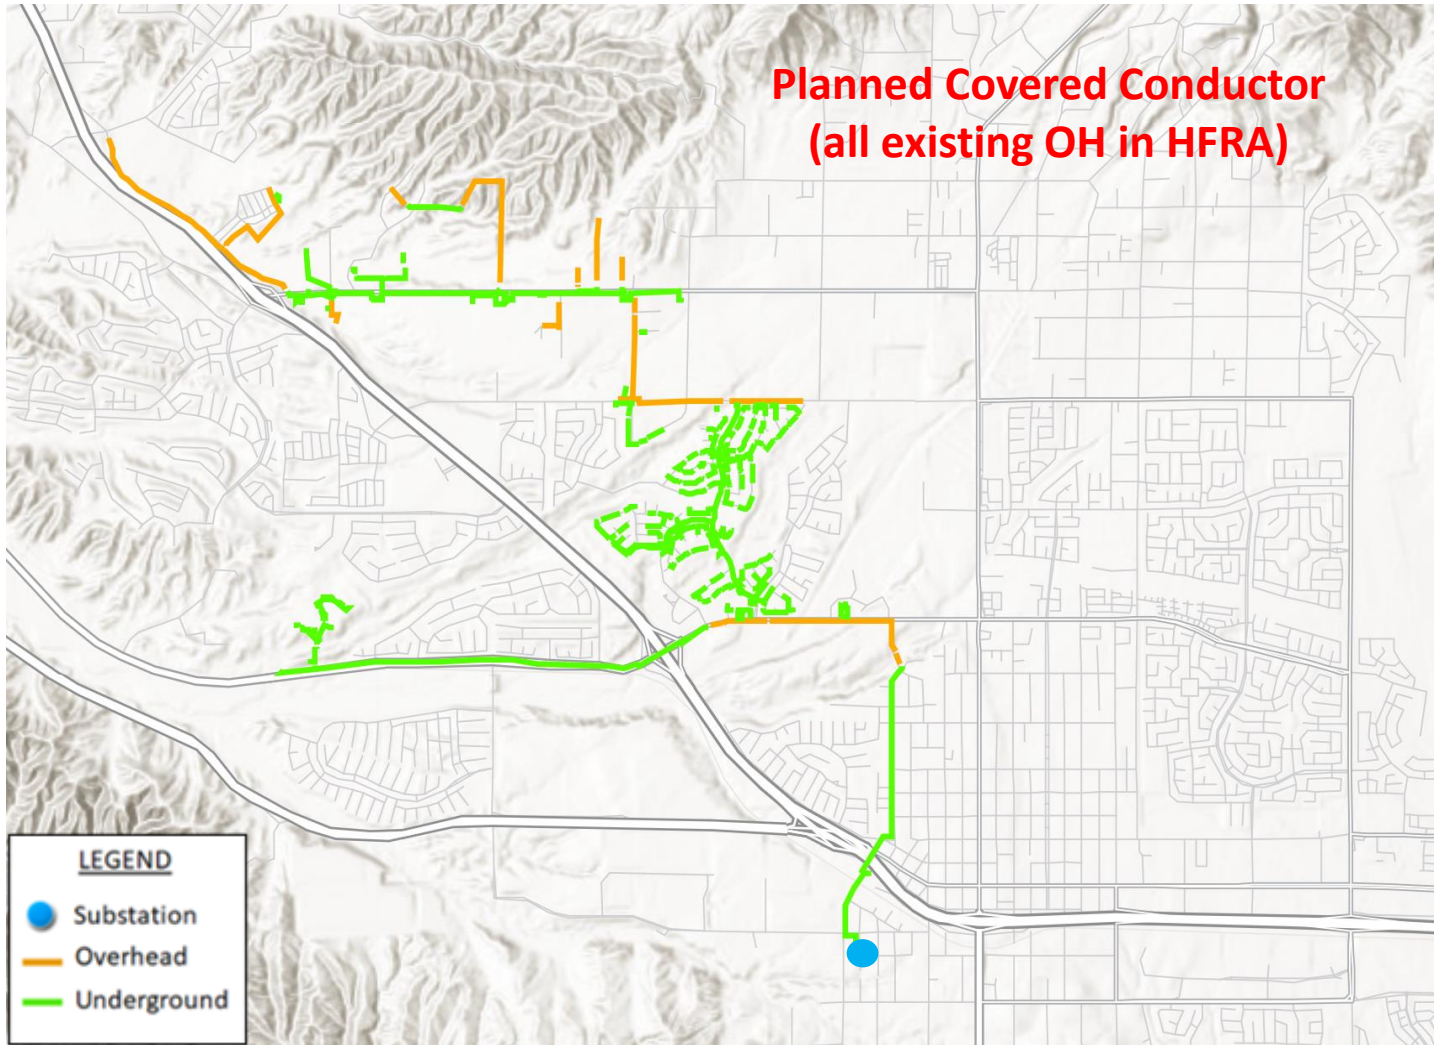 Planned Covered Conductor
(all existing OH in HFRA)
LEGEND
Substation
Overhead
Underground